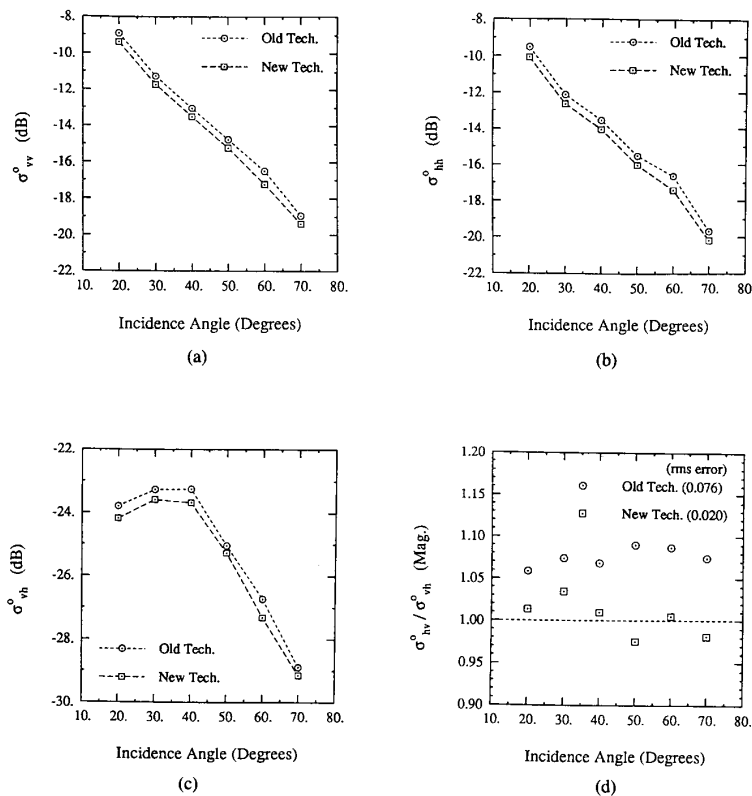 -8.
-10.
-12.
-14.
-16.
-18.
-20.
-22.
σ°vv (dB)
Old Tech.
New Tech.
10. 20. 30. 40. 50. 60. 70. 80.
Incidence Angle (Degrees)
(a)
-8.
-10.
-12.
-14.
-16.
-18.
-20.
-22.
σ°hh (dB)
Old Tech.
New Tech.
10. 20. 30. 40. 50. 60. 70. 80
Incidence Angle (Degrees)
(b)
-22.
-24.
-26.
-28.
-30.
σ°vh (dB)
Old Tech.
New Tech.
10. 20. 30. 40. 50. 60. 70. 80.
Incidence Angle (Degrees)
(c)
1.20
1.15
1.10
1.05
1.00
0.95
0.90
σ°hv / σ°vh (Mag.)
(rms error)
Old Tech. (0.076)
New Tech. (0.020)
10. 20. 30. 40. 50. 60. 70. 80.
Incidence Angle (Degrees)
(d)